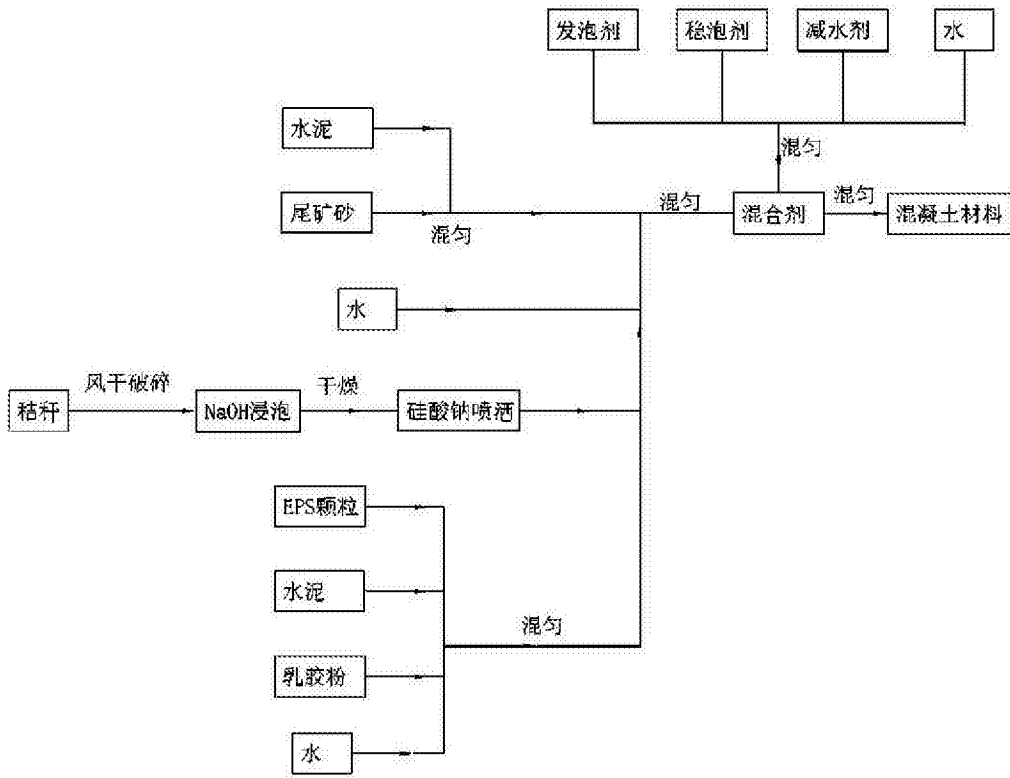 发泡剂 稳泡剂 减水剂 水
水泥
混匀
尾矿砂 混匀 混匀 混合剂 混匀 混凝土材料
水
秸秆 风干破碎 NaOH浸泡 干燥 硅酸钠喷洒
EPS颗粒
水泥
混匀
乳胶粉
水